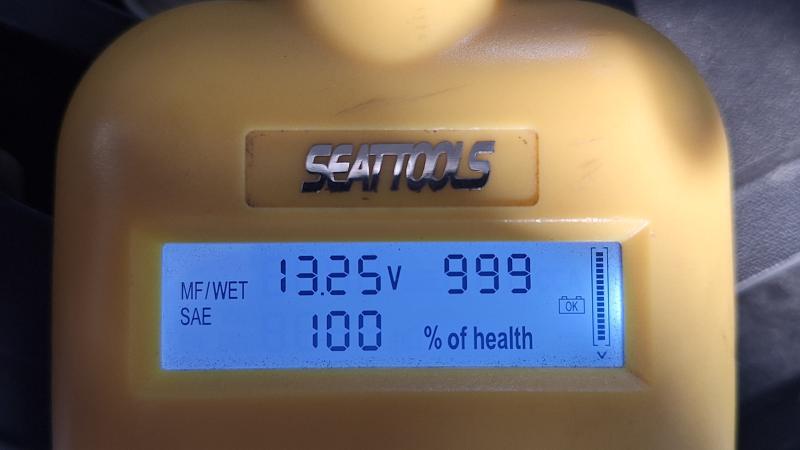 SEATTOOLS
MF/WET 13.25V 999
SAE 100 % of health
OK